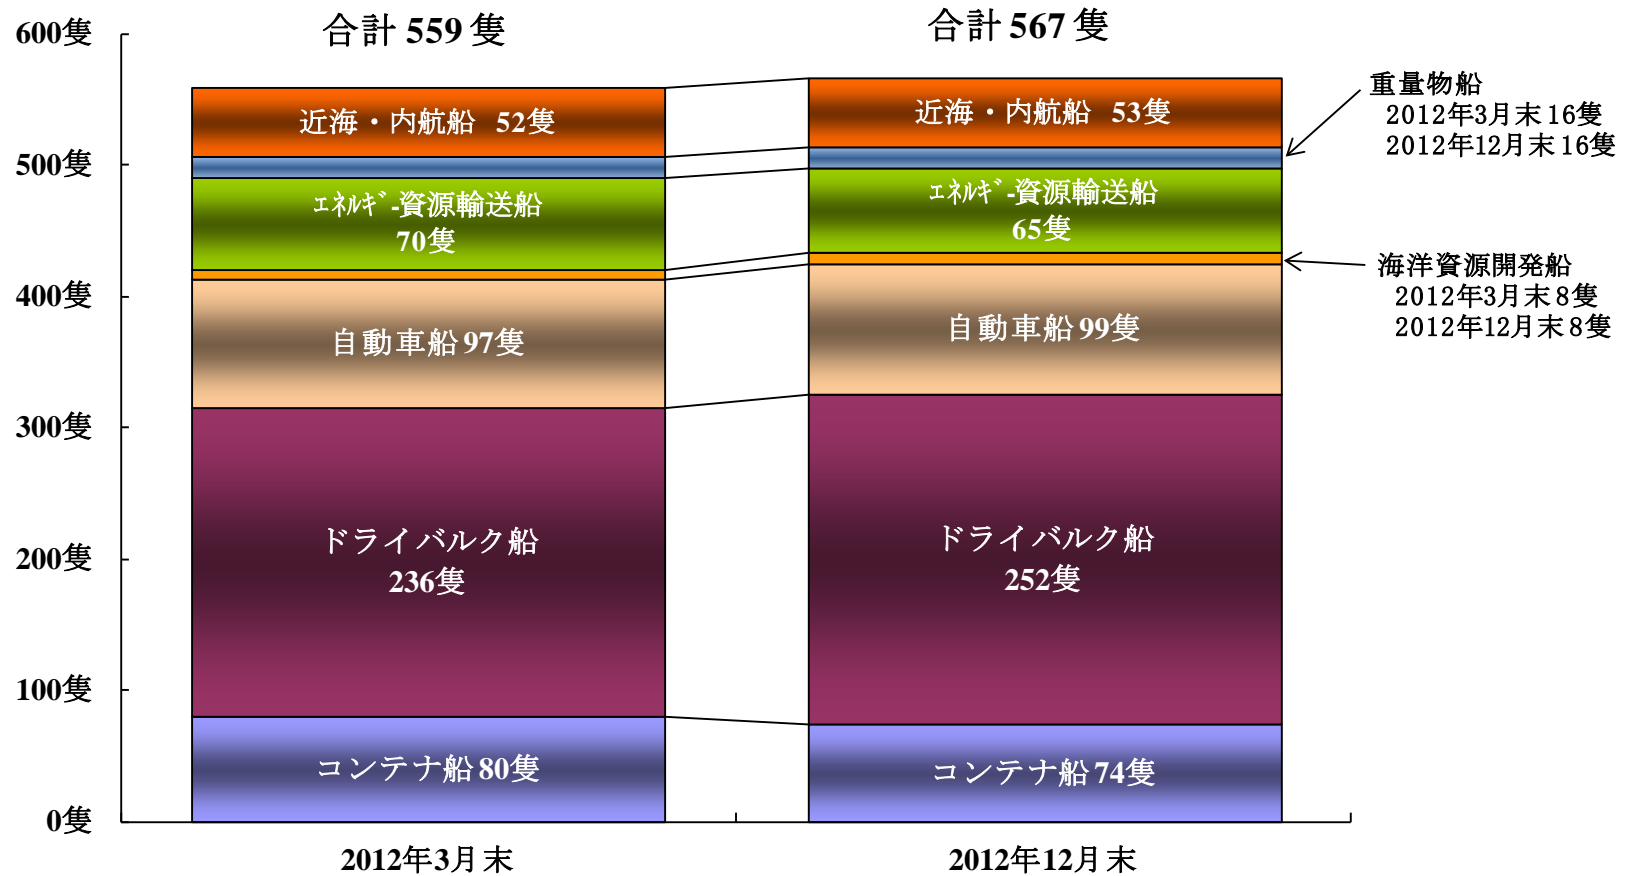 合計 559 隻
合計 567 隻
600隻
500隻
400隻
300隻
200隻
100隻
0隻
近海・内航船 52隻
ｴﾈﾙｷﾞ-資源輸送船
70隻
自動車船 97隻
ドライバルク船
236隻
コンテナ船 80隻
近海・内航船 53隻
ｴﾈﾙｷﾞ-資源輸送船
65隻
自動車船 99隻
ドライバルク船
252隻
コンテナ船 74隻
重量物船
2012年3月末 16隻
2012年12月末 16隻
海洋資源開発船
2012年3月末 8隻
2012年12月末 8隻
2012年3月末
2012年12月末